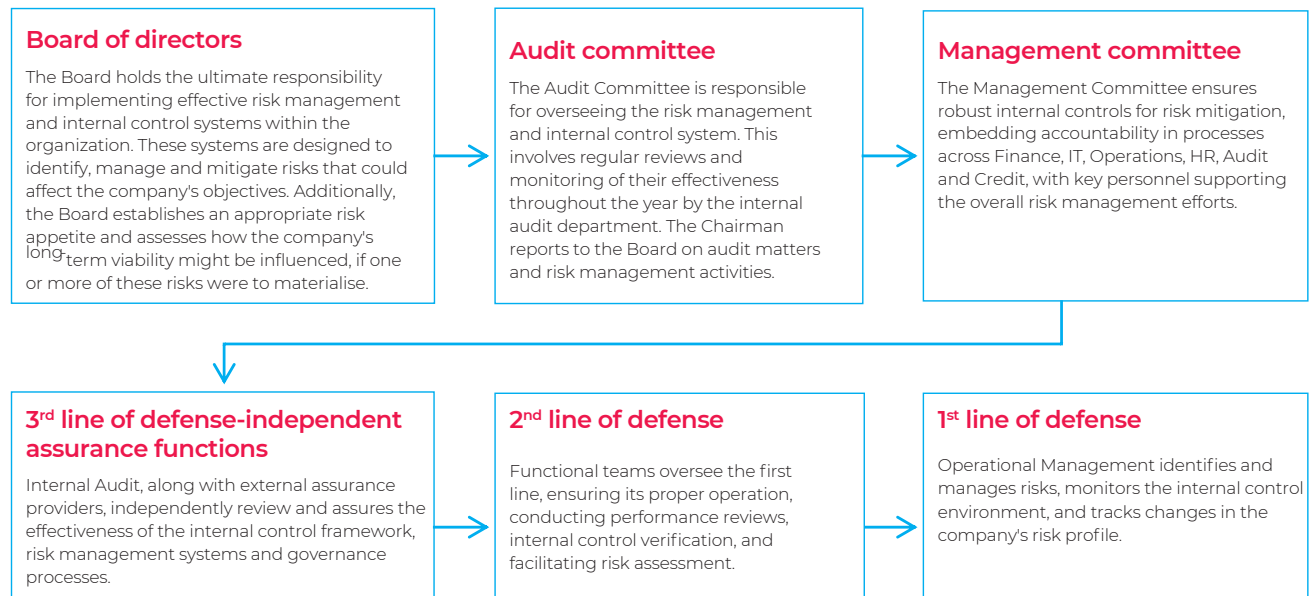 Board of directors
The Board holds the ultimate responsibility
for implementing effective risk management
and internal control systems within the
organization. These systems are designed to
identify, manage and mitigate risks that could
affect the company's objectives. Additionally,
the Board establishes an appropriate risk
appetite and assesses how the company's
long-term viability might be influenced, if one
or more of these risks were to materialise.
Audit committee
The Audit Committee is responsible
for overseeing the risk management
and internal control system. This
involves regular reviews and
monitoring of their effectiveness
throughout the year by the internal
audit department. The Chairman
reports to the Board on audit matters
and risk management activities.
Management committee
The Management Committee ensures
robust internal controls for risk mitigation,
embedding accountability in processes
across Finance, IT, Operations, HR, Audit
and Credit, with key personnel supporting
the overall risk management efforts.
3rd line of defense-independent
assurance functions
Internal Audit, along with external assurance
providers, independently review and assures the
effectiveness of the internal control framework,
risk management systems and governance
processes.
2nd line of defense
Functional teams oversee the first
line, ensuring its proper operation,
conducting performance reviews,
internal control verification, and
facilitating risk assessment.
1st line of defense
Operational Management identifies and
manages risks, monitors the internal control
environment, and tracks changes in the
company's risk profile.